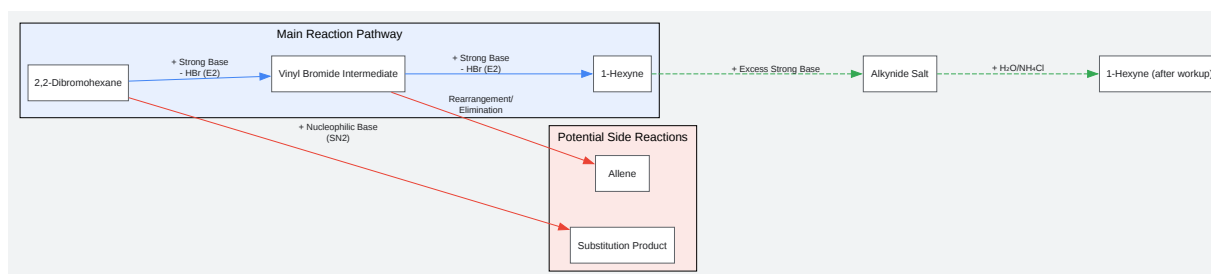 Main Reaction Pathway
2,2-Dibromohexane
+ Strong Base
- HBr (E2)
Vinyl Bromide Intermediate
+ Strong Base
- HBr (E2)
1-Hexyne
+ Excess Strong Base
Alkynide Salt
+ H₂O/NH₄Cl
1-Hexyne (after workup)
Rearrangement/
Elimination
+ Nucleophilic Base
(SN2)
Potential Side Reactions
Allene
Substitution Product